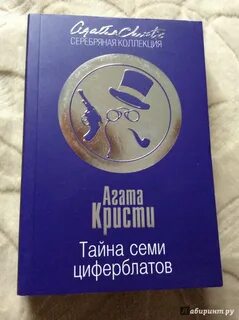 Agatha Christie
СЕРЕБРЯНАЯ КОЛЛЕКЦИЯ
АГАТА
КРИСТИ
Тайна семи
циферблатов
Лабиринт.ру